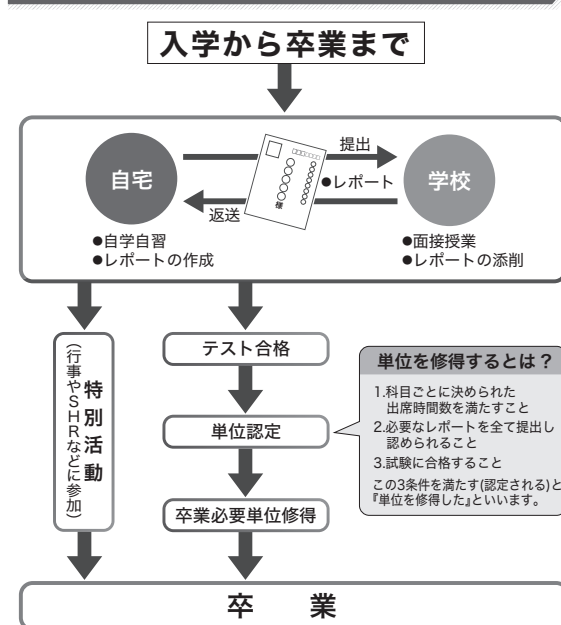 入学から卒業まで
提出
自宅
●レポート
学校
様
返送
●自学自習
●レポートの作成
●面接授業
●レポートの添削
特別活動
(行事やSHRなどに参加)
テスト合格
単位認定
卒業必要単位修得
単位を修得するとは?
1.科目ごとに決められた
出席時間数を満たすこと
2.必要なレポートを全て提出し
認められること
3.試験に合格すること
この3条件を満たす(認定される)と
『単位を修得した』といいます。
卒 業